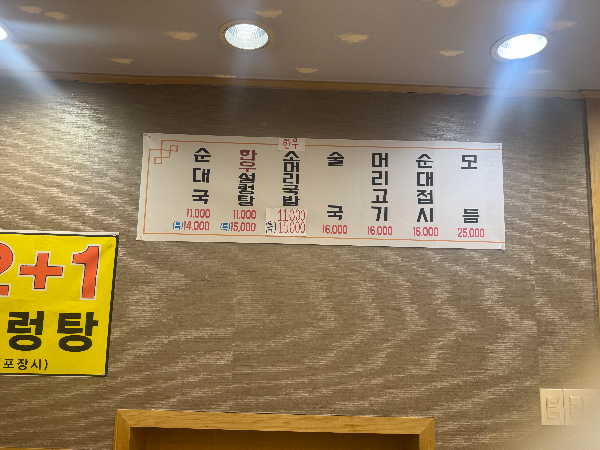 순대국
11,000
(특)14,000
한우설렁탕
11,000
(특)15,000
한우
소머리국밥
11,000
(특)15,000
술국
16,000
머리고기
16,000
순대접시
16,000
모듬
25,000
2+1
렁탕
(포장시)